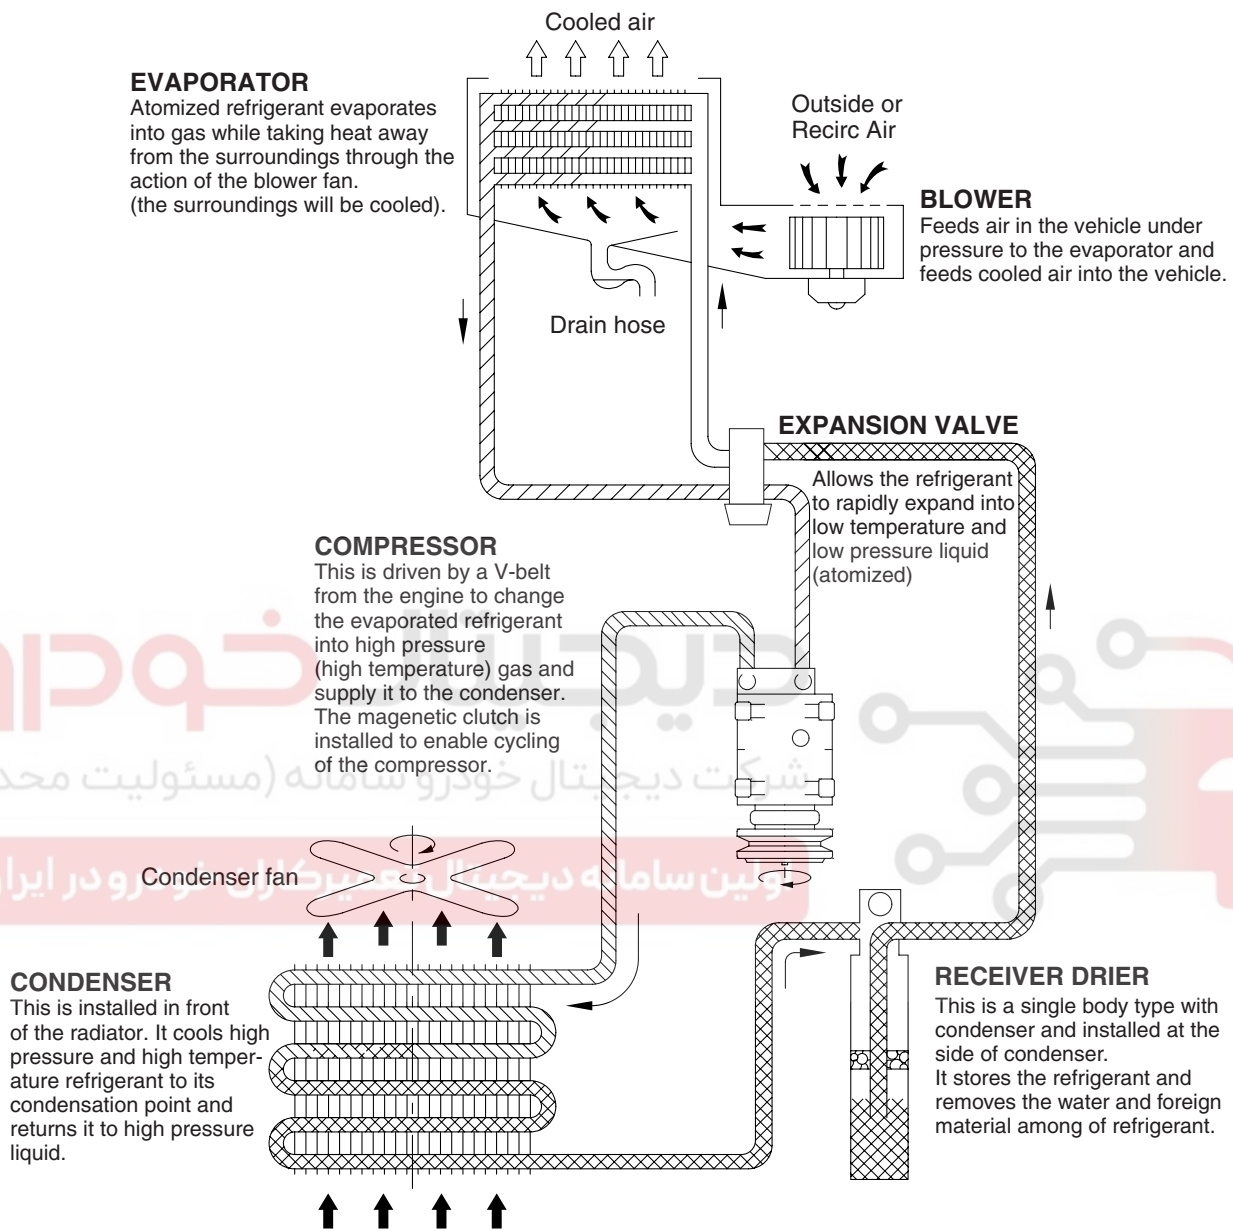 Cooled air
EVAPORATOR
Atomized refrigerant evaporates
into gas while taking heat away
from the surroundings through the
action of the blower fan.
(the surroundings will be cooled).
Outside or
Recirc Air
BLOWER
Feeds air in the vehicle under
pressure to the evaporator and
feeds cooled air into the vehicle.
Drain hose
EXPANSION VALVE
Allows the refrigerant
to rapidly expand into
low temperature and
low pressure liquid
(atomized)
COMPRESSOR
This is driven by a V-belt
from the engine to change
the evaporated refrigerant
into high pressure
(high temperature) gas and
supply it to the condenser.
The magenetic clutch is
installed to enable cycling
of the compressor.
دیجیتال خودرو
شرکت دیجیتال خودرو سامانه (مسئولیت
اولین سامانه دیجیتال تعمیرکاران خودرو در ایران
Condenser fan
CONDENSER
This is installed in front
of the radiator. It cools high
pressure and high temper-
ature refrigerant to its
condensation point and
returns it to high pressure
liquid.
RECEIVER DRIER
This is a single body type with
condenser and installed at the
side of condenser.
It stores the refrigerant and
removes the water and foreign
material among of refrigerant.